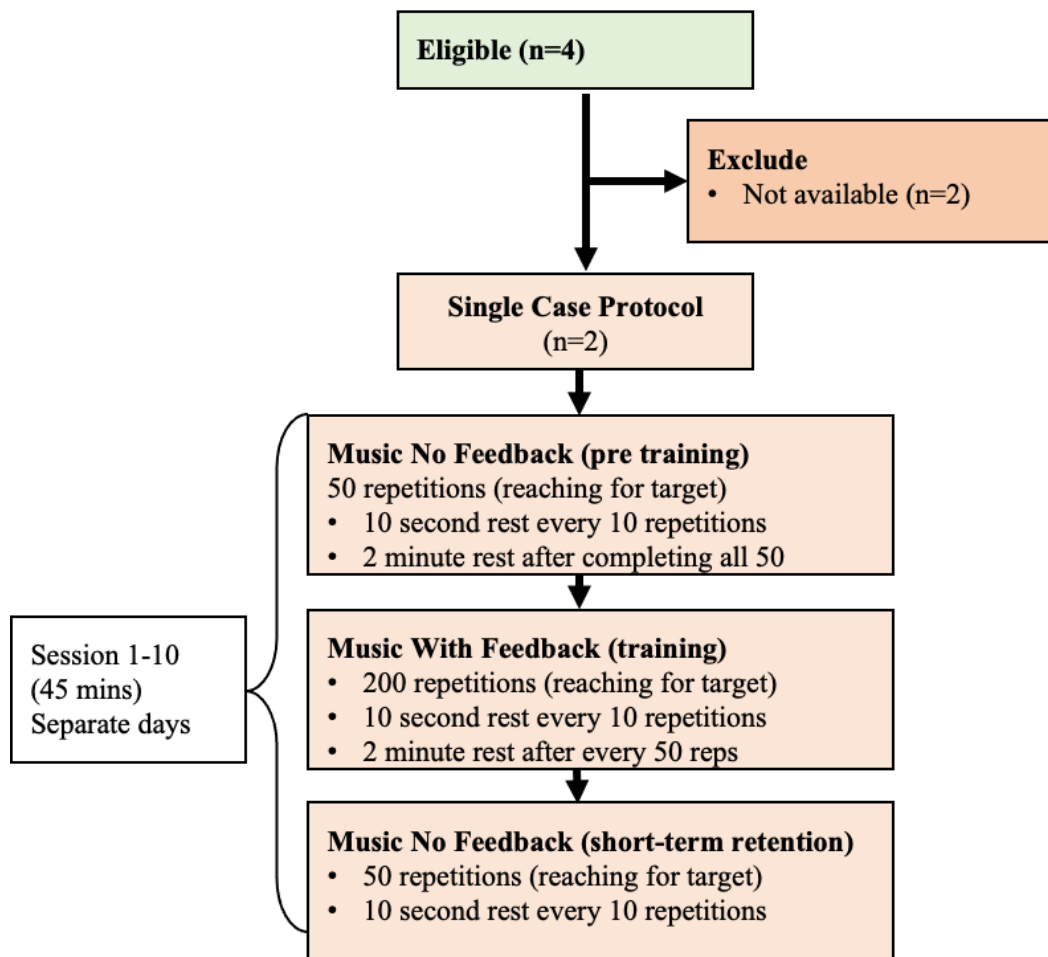 Eligible (n=4)
Exclude
• Not available (n=2)
Single Case Protocol
(n=2)
Music No Feedback (pre training)
50 repetitions (reaching for target)
• 10 second rest every 10 repetitions
• 2 minute rest after completing all 50
Session 1-10
(45 mins)
Separate days
Music With Feedback (training)
• 200 repetitions (reaching for target)
• 10 second rest every 10 repetitions
• 2 minute rest after every 50 reps
Music No Feedback (short-term retention)
• 50 repetitions (reaching for target)
• 10 second rest every 10 repetitions